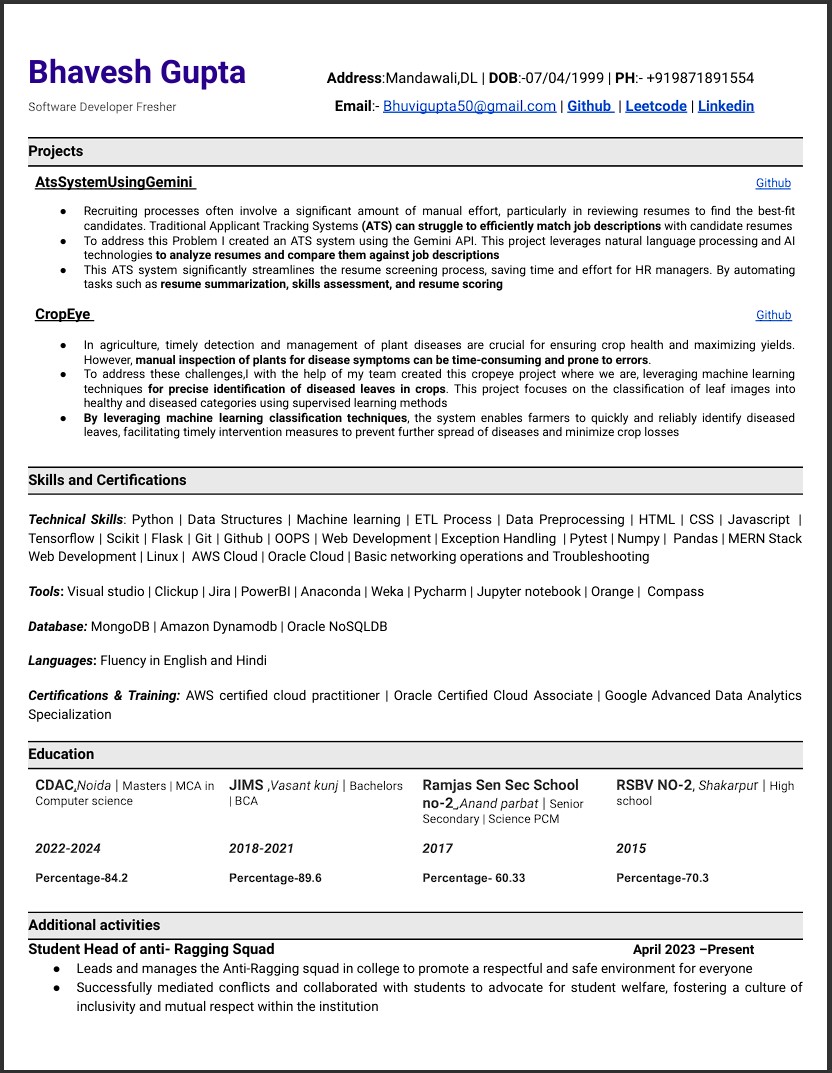 Bhavesh Gupta
Address:Mandawali,DL | DOB:-07/04/1999 | PH:- +919871891554
Software Developer Fresher
Email:- Bhuvigupta50@gmail.com | Github | Leetcode | Linkedin
Projects
AtsSystemUsingGemini
Github
● Recruiting processes often involve a significant amount of manual effort, particularly in reviewing resumes to find the best-fit
candidates. Traditional Applicant Tracking Systems (ATS) can struggle to efficiently match job descriptions with candidate resumes
● To address this Problem I created an ATS system using the Gemini API. This project leverages natural language processing and AI
technologies to analyze resumes and compare them against job descriptions
● This ATS system significantly streamlines the resume screening process, saving time and effort for HR managers. By automating
tasks such as resume summarization, skills assessment, and resume scoring
CropEye
Github
● In agriculture, timely detection and management of plant diseases are crucial for ensuring crop health and maximizing yields.
However, manual inspection of plants for disease symptoms can be time-consuming and prone to errors.
● To address these challenges,I with the help of my team created this cropeye project where we are, leveraging machine learning
techniques for precise identification of diseased leaves in crops. This project focuses on the classification of leaf images into
healthy and diseased categories using supervised learning methods
● By leveraging machine learning classification techniques, the system enables farmers to quickly and reliably identify diseased
leaves, facilitating timely intervention measures to prevent further spread of diseases and minimize crop losses
Skills and Certifications
Technical Skills: Python | Data Structures | Machine learning | ETL Process | Data Preprocessing | HTML | CSS | Javascript |
Tensorflow | Scikit | Flask | Git | Github | OOPS | Web Development | Exception Handling | Pytest | Numpy | Pandas | MERN Stack
Web Development | Linux | AWS Cloud | Oracle Cloud | Basic networking operations and Troubleshooting
Tools: Visual studio | Clickup | Jira | PowerBI | Anaconda | Weka | Pycharm | Jupyter notebook | Orange | Compass
Database: MongoDB | Amazon Dynamodb | Oracle NoSQLDB
Languages: Fluency in English and Hindi
Certifications & Training: AWS certified cloud practitioner | Oracle Certified Cloud Associate | Google Advanced Data Analytics
Specialization
Education
CDAC,Noida | Masters | MCA in
Computer science
2022-2024
Percentage-84.2
JIMS ,Vasant kunj | Bachelors
| BCA
2018-2021
Percentage-89.6
Ramjas Sen Sec School
no-2,,Anand parbat | Senior
Secondary | Science PCM
2017
Percentage- 60.33
RSBV NO-2, Shakarpur | High
school
2015
Percentage-70.3
Additional activities
Student Head of anti- Ragging Squad
April 2023 –Present
● Leads and manages the Anti-Ragging squad in college to promote a respectful and safe environment for everyone
● Successfully mediated conflicts and collaborated with students to advocate for student welfare, fostering a culture of
inclusivity and mutual respect within the institution